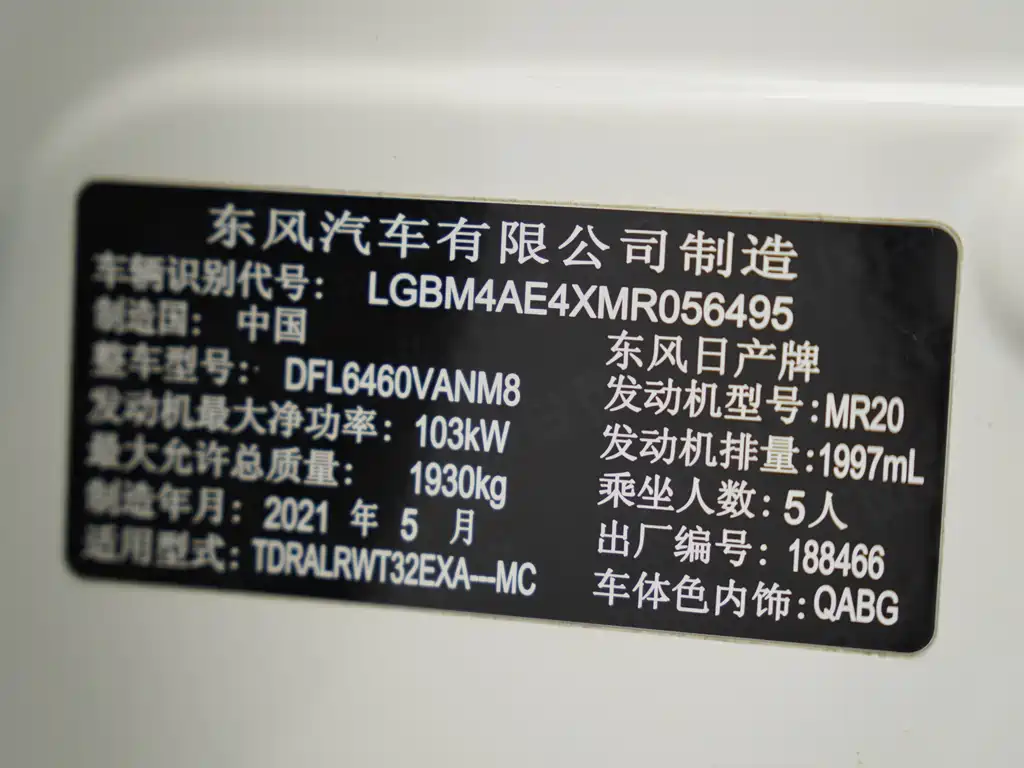 东风汽车有限公司制造
车辆识别代号: LGBM4AE4XMR056495
制造国: 中国
东风日产牌
整车型号: DFL6460VANM8
发动机型号:MR20
发动机最大净功率: 103kW
发动机排量:1997mL
最大允许总质量: 1930kg
乘坐人数: 5人
制造年月: 2021 年 5 月
出厂编号: 188466
适用型式: TDRALRWT32EXA---MC
车体色内饰:QABG